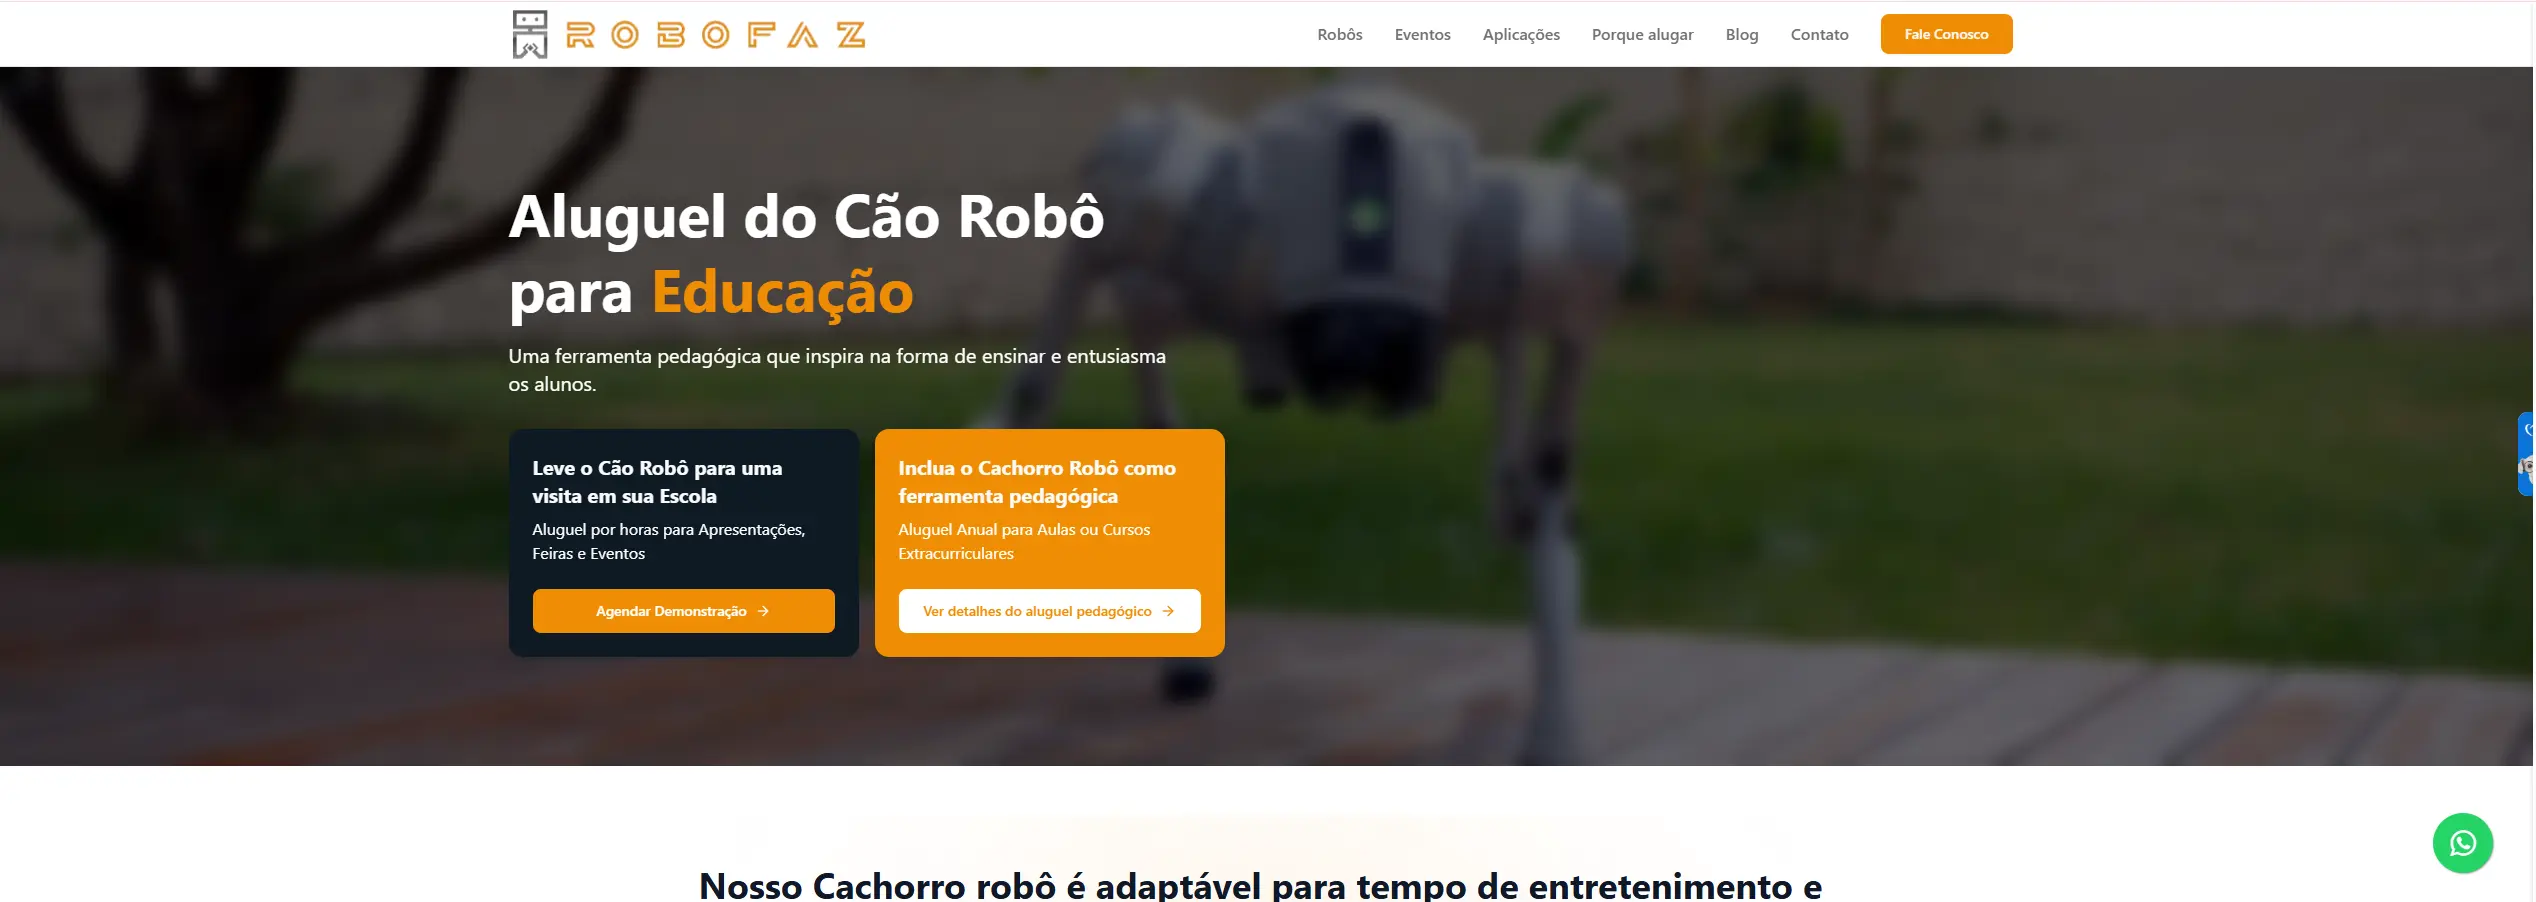 ROBOFAZ
Robôs Eventos Aplicações Porque alugar Blog Contato Fale Conosco
Aluguel do Cão Robô
para Educação
Uma ferramenta pedagógica que inspira na forma de ensinar e entusiasma
os alunos.
Leve o Cão Robô para uma
visita em sua Escola
Aluguel por horas para Apresentações,
Feiras e Eventos
Agendar Demonstração
Inclua o Cachorro Robô como
ferramenta pedagógica
Aluguel Anual para Aulas ou Cursos
Extracurriculares
Ver detalhes do aluguel pedagógico
Nosso Cachorro robô é adaptável para tempo de entretenimento e